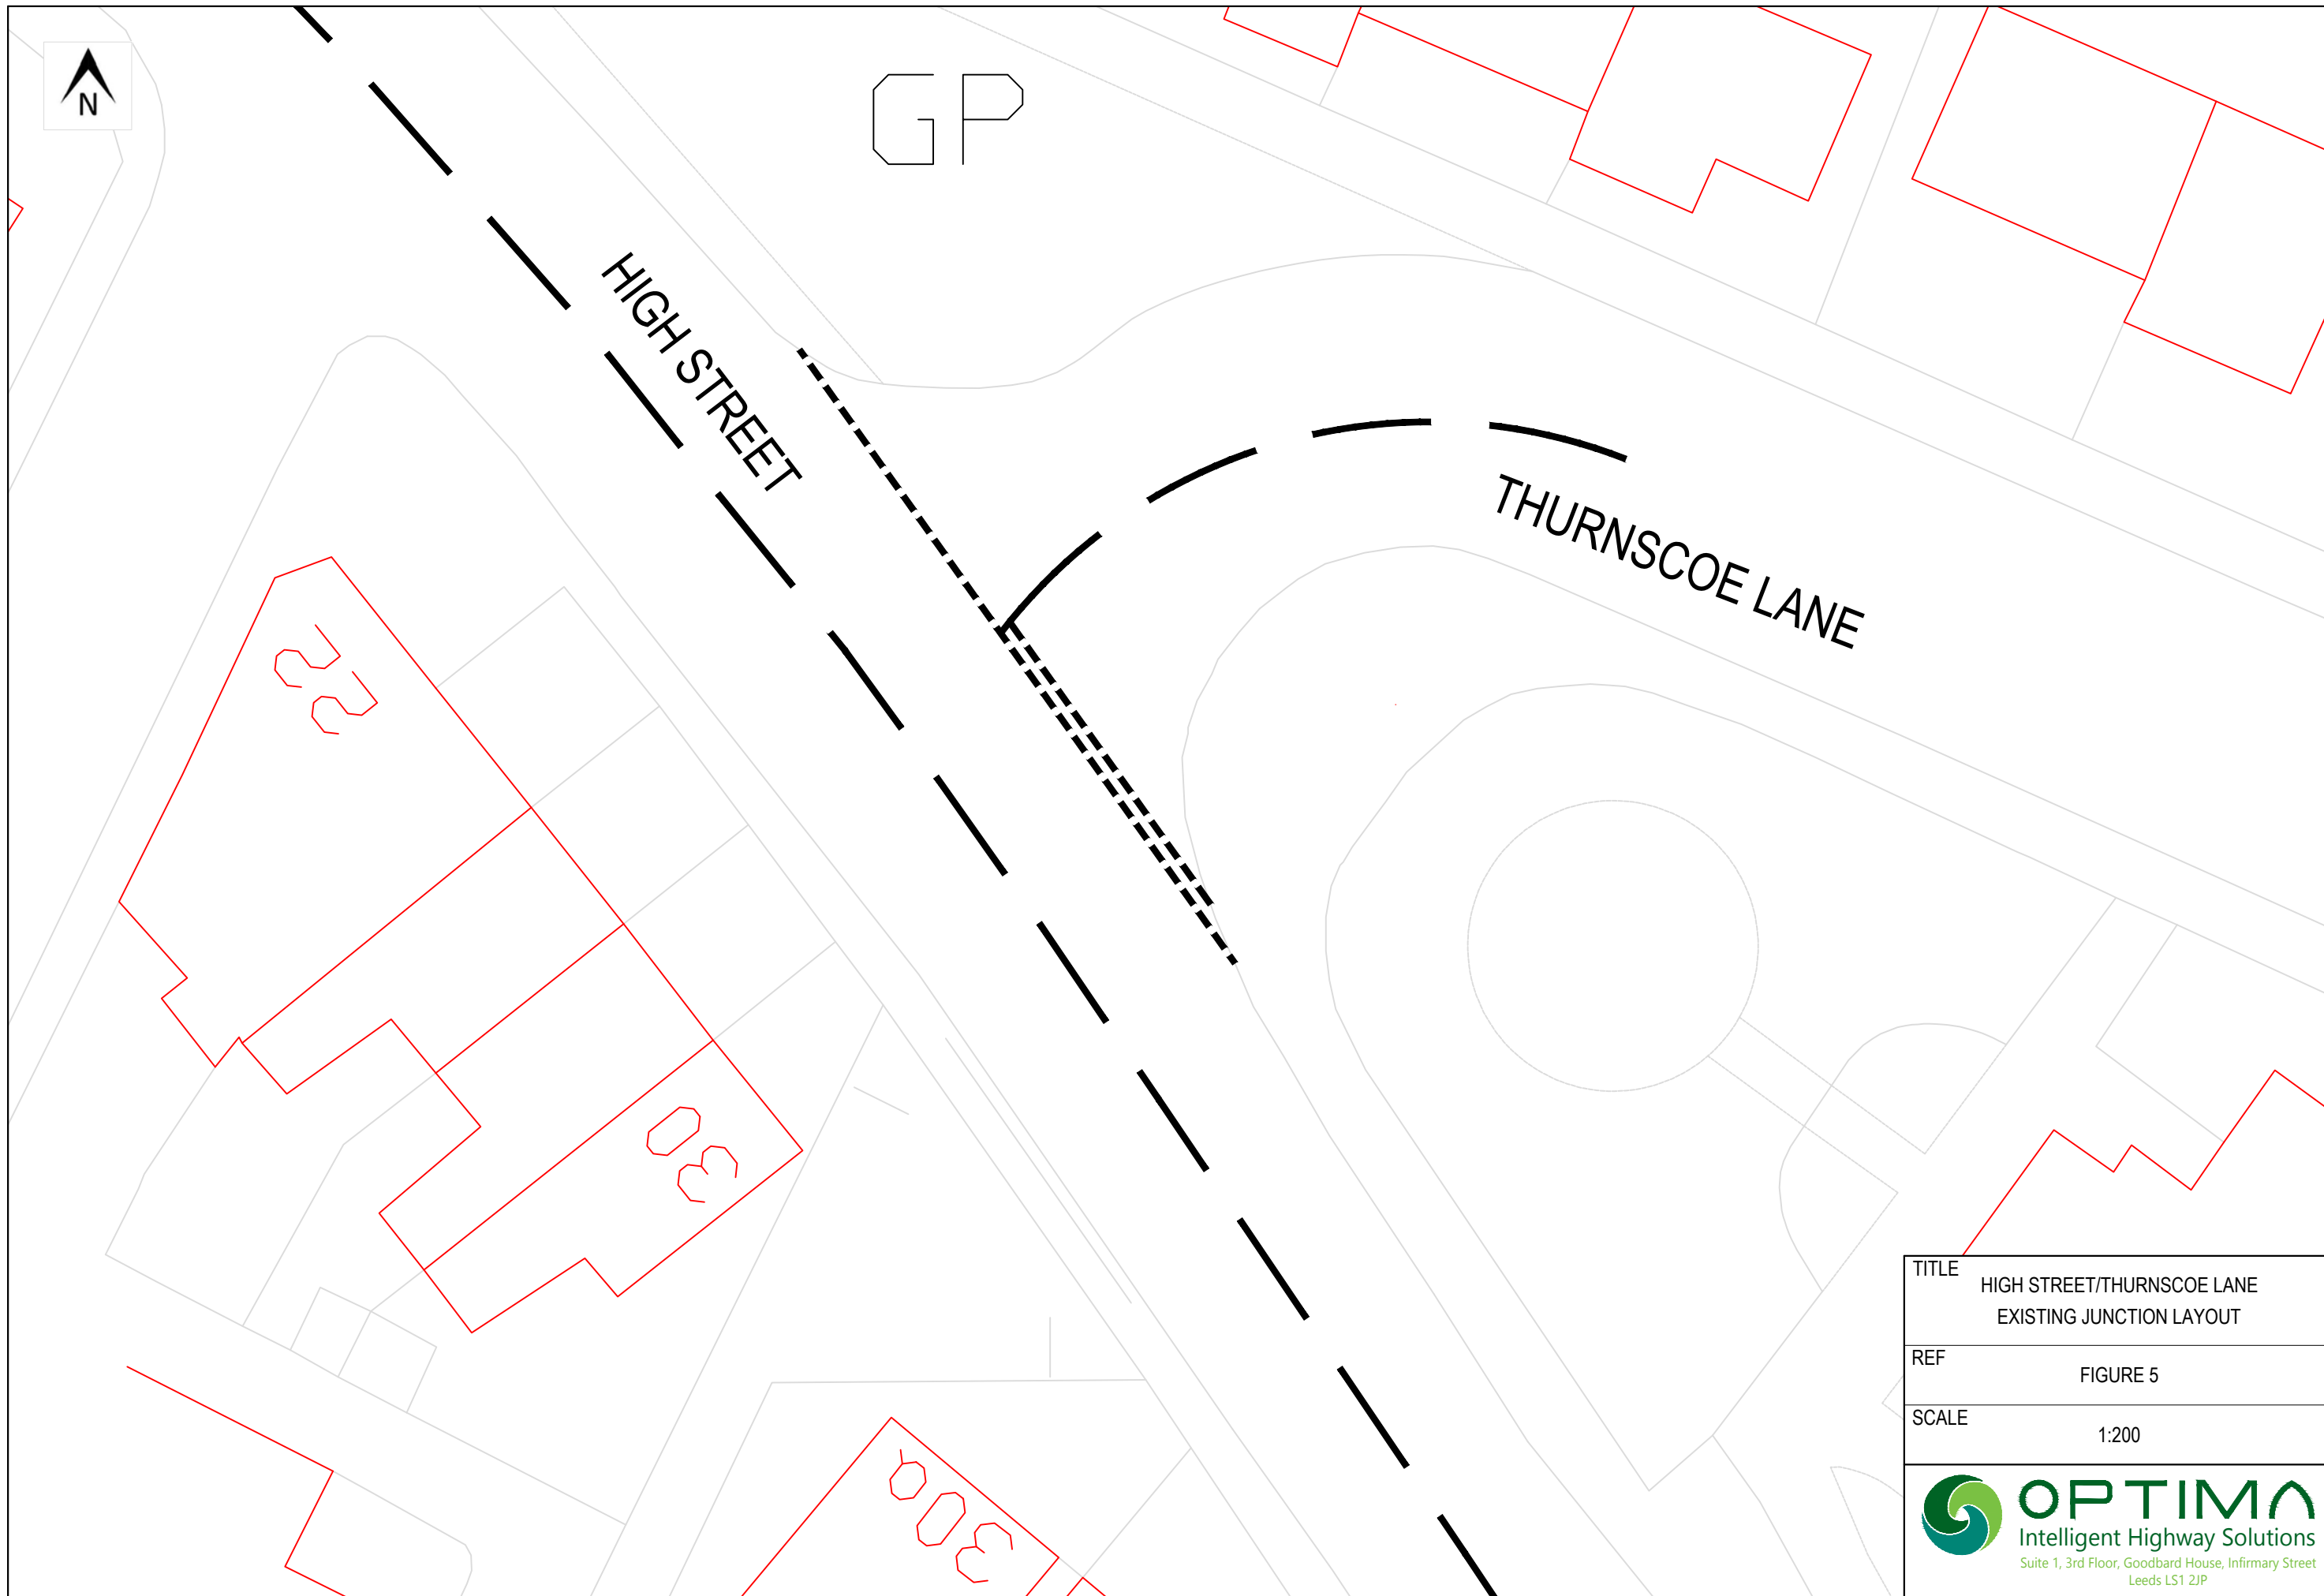 N
GP
HIGH STREET
THURNSCOE LANE
22
30
30a
TITLE
HIGH STREET/THURNSCOE LANE
EXISTING JUNCTION LAYOUT
REF
FIGURE 5
SCALE
1:200
OPTIMA
Intelligent Highway Solutions
Suite 1, 3rd Floor, Goodbard House, Infirmary Street
Leeds LS1 2JP